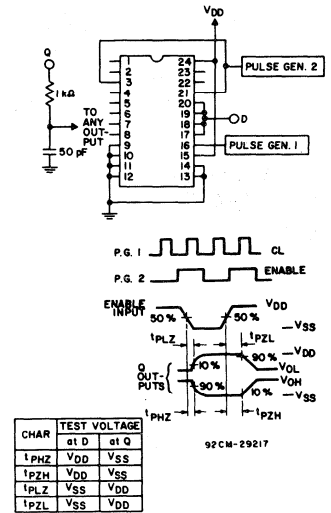 VDD
Q
1 kΩ
TO
ANY
OUT-
PUT
50 pF
1 24
2 23
3 22
4 21
5 20
6 19
7 18
8 17
9 16
10 15
11 14
12 13
PULSE GEN. 2
D
PULSE GEN. 1
P.G. 1 CL
P.G. 2 ENABLE
ENABLE
INPUT
50 % 50 % VDD
VSS
tPLZ tPZL
Q
OUT-
PUTS
10 % 90 % VDD
VOL
90 % 10 % VOH
VSS
tPHZ tPZH
92CM-29217
CHAR TEST VOLTAGE
at D at Q
tPHZ VDD VSS
tPZH VDD VSS
tPLZ VSS VDD
tPZL VSS VDD